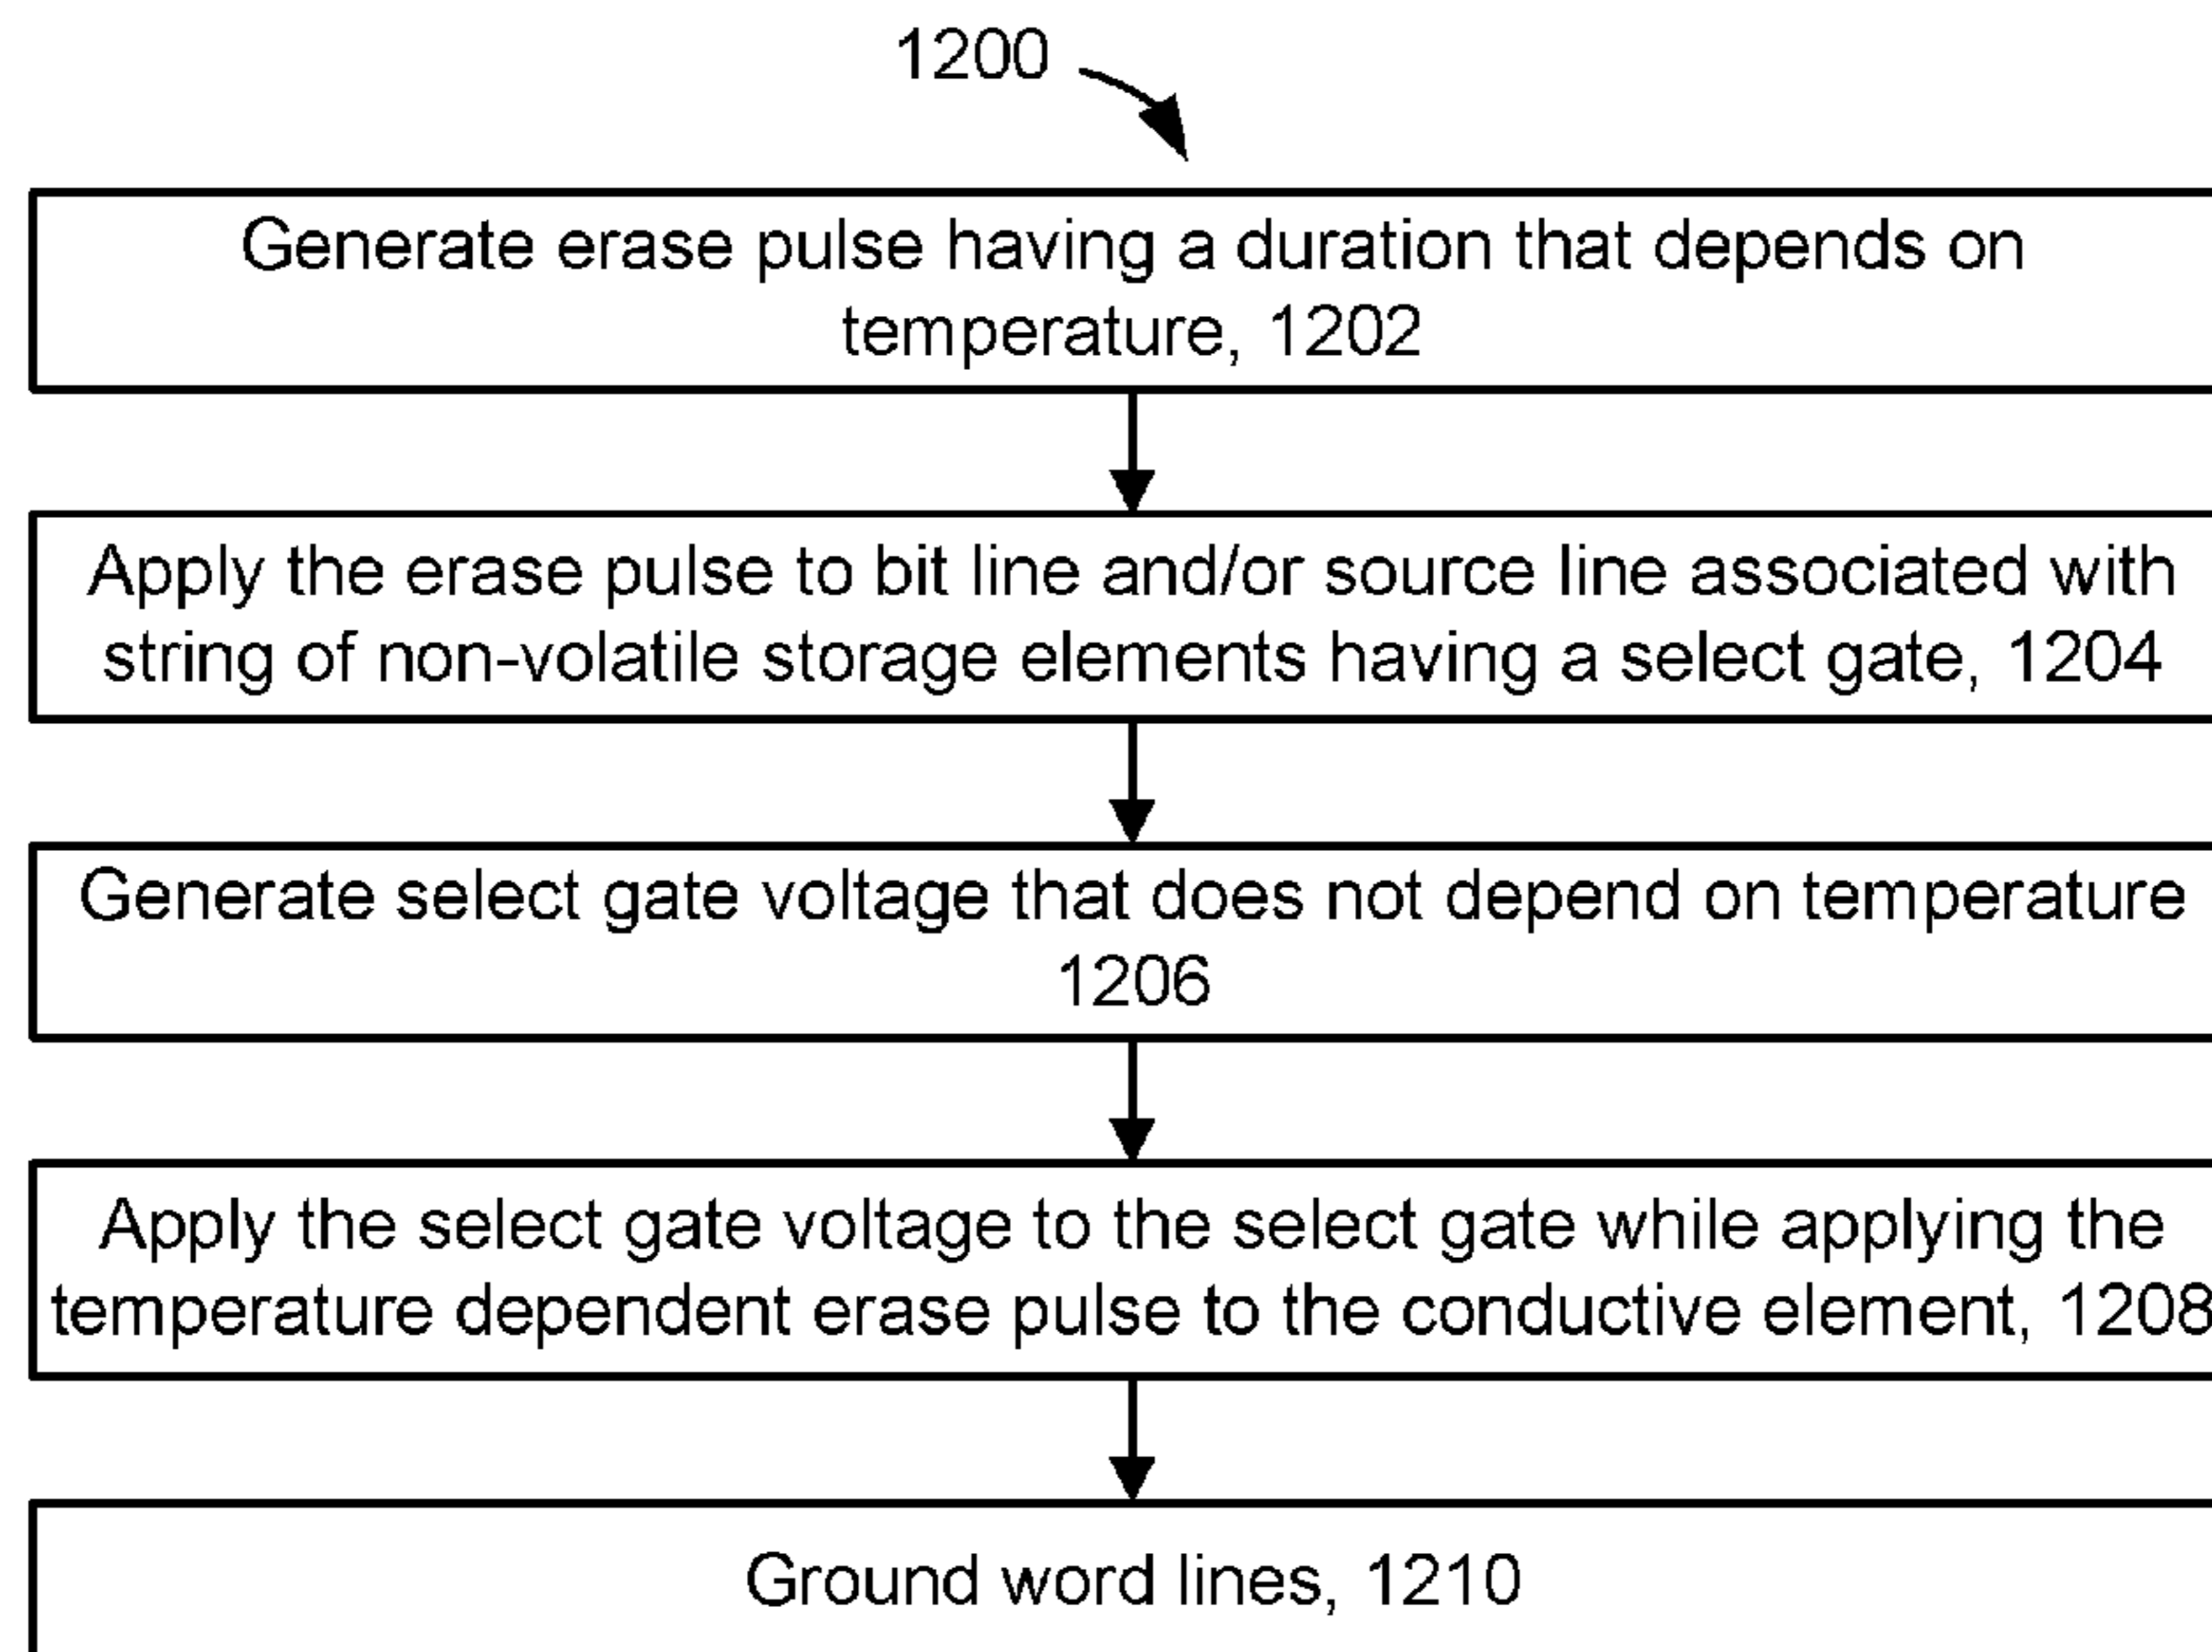 1200
Generate erase pulse having a duration that depends on
temperature, 1202
Apply the erase pulse to bit line and/or source line associated with
string of non-volatile storage elements having a select gate, 1204
Generate select gate voltage that does not depend on temperature
1206
Apply the select gate voltage to the select gate while applying the
temperature dependent erase pulse to the conductive element, 1208
Ground word lines, 1210